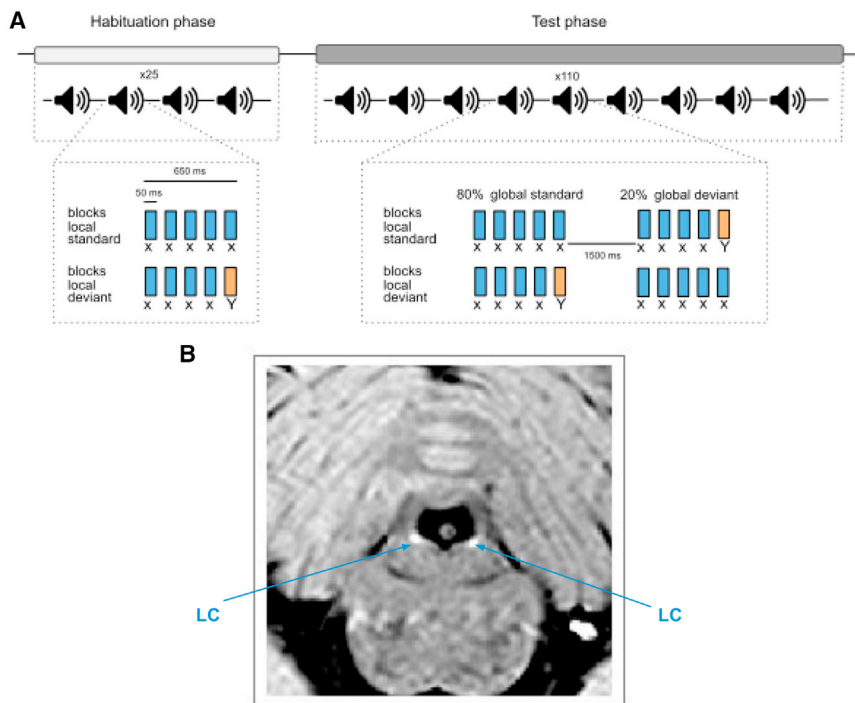 A
Habituation phase
Test phase
x25
x110
650 ms
50 ms
blocks
local
standard
X X X X X
blocks
local
deviant
X X X X Y
80% global standard
20% global deviant
blocks
local
standard
X X X X X
X X X X Y
1500 ms
blocks
local
deviant
X X X X Y
X X X X X
B
LC
LC